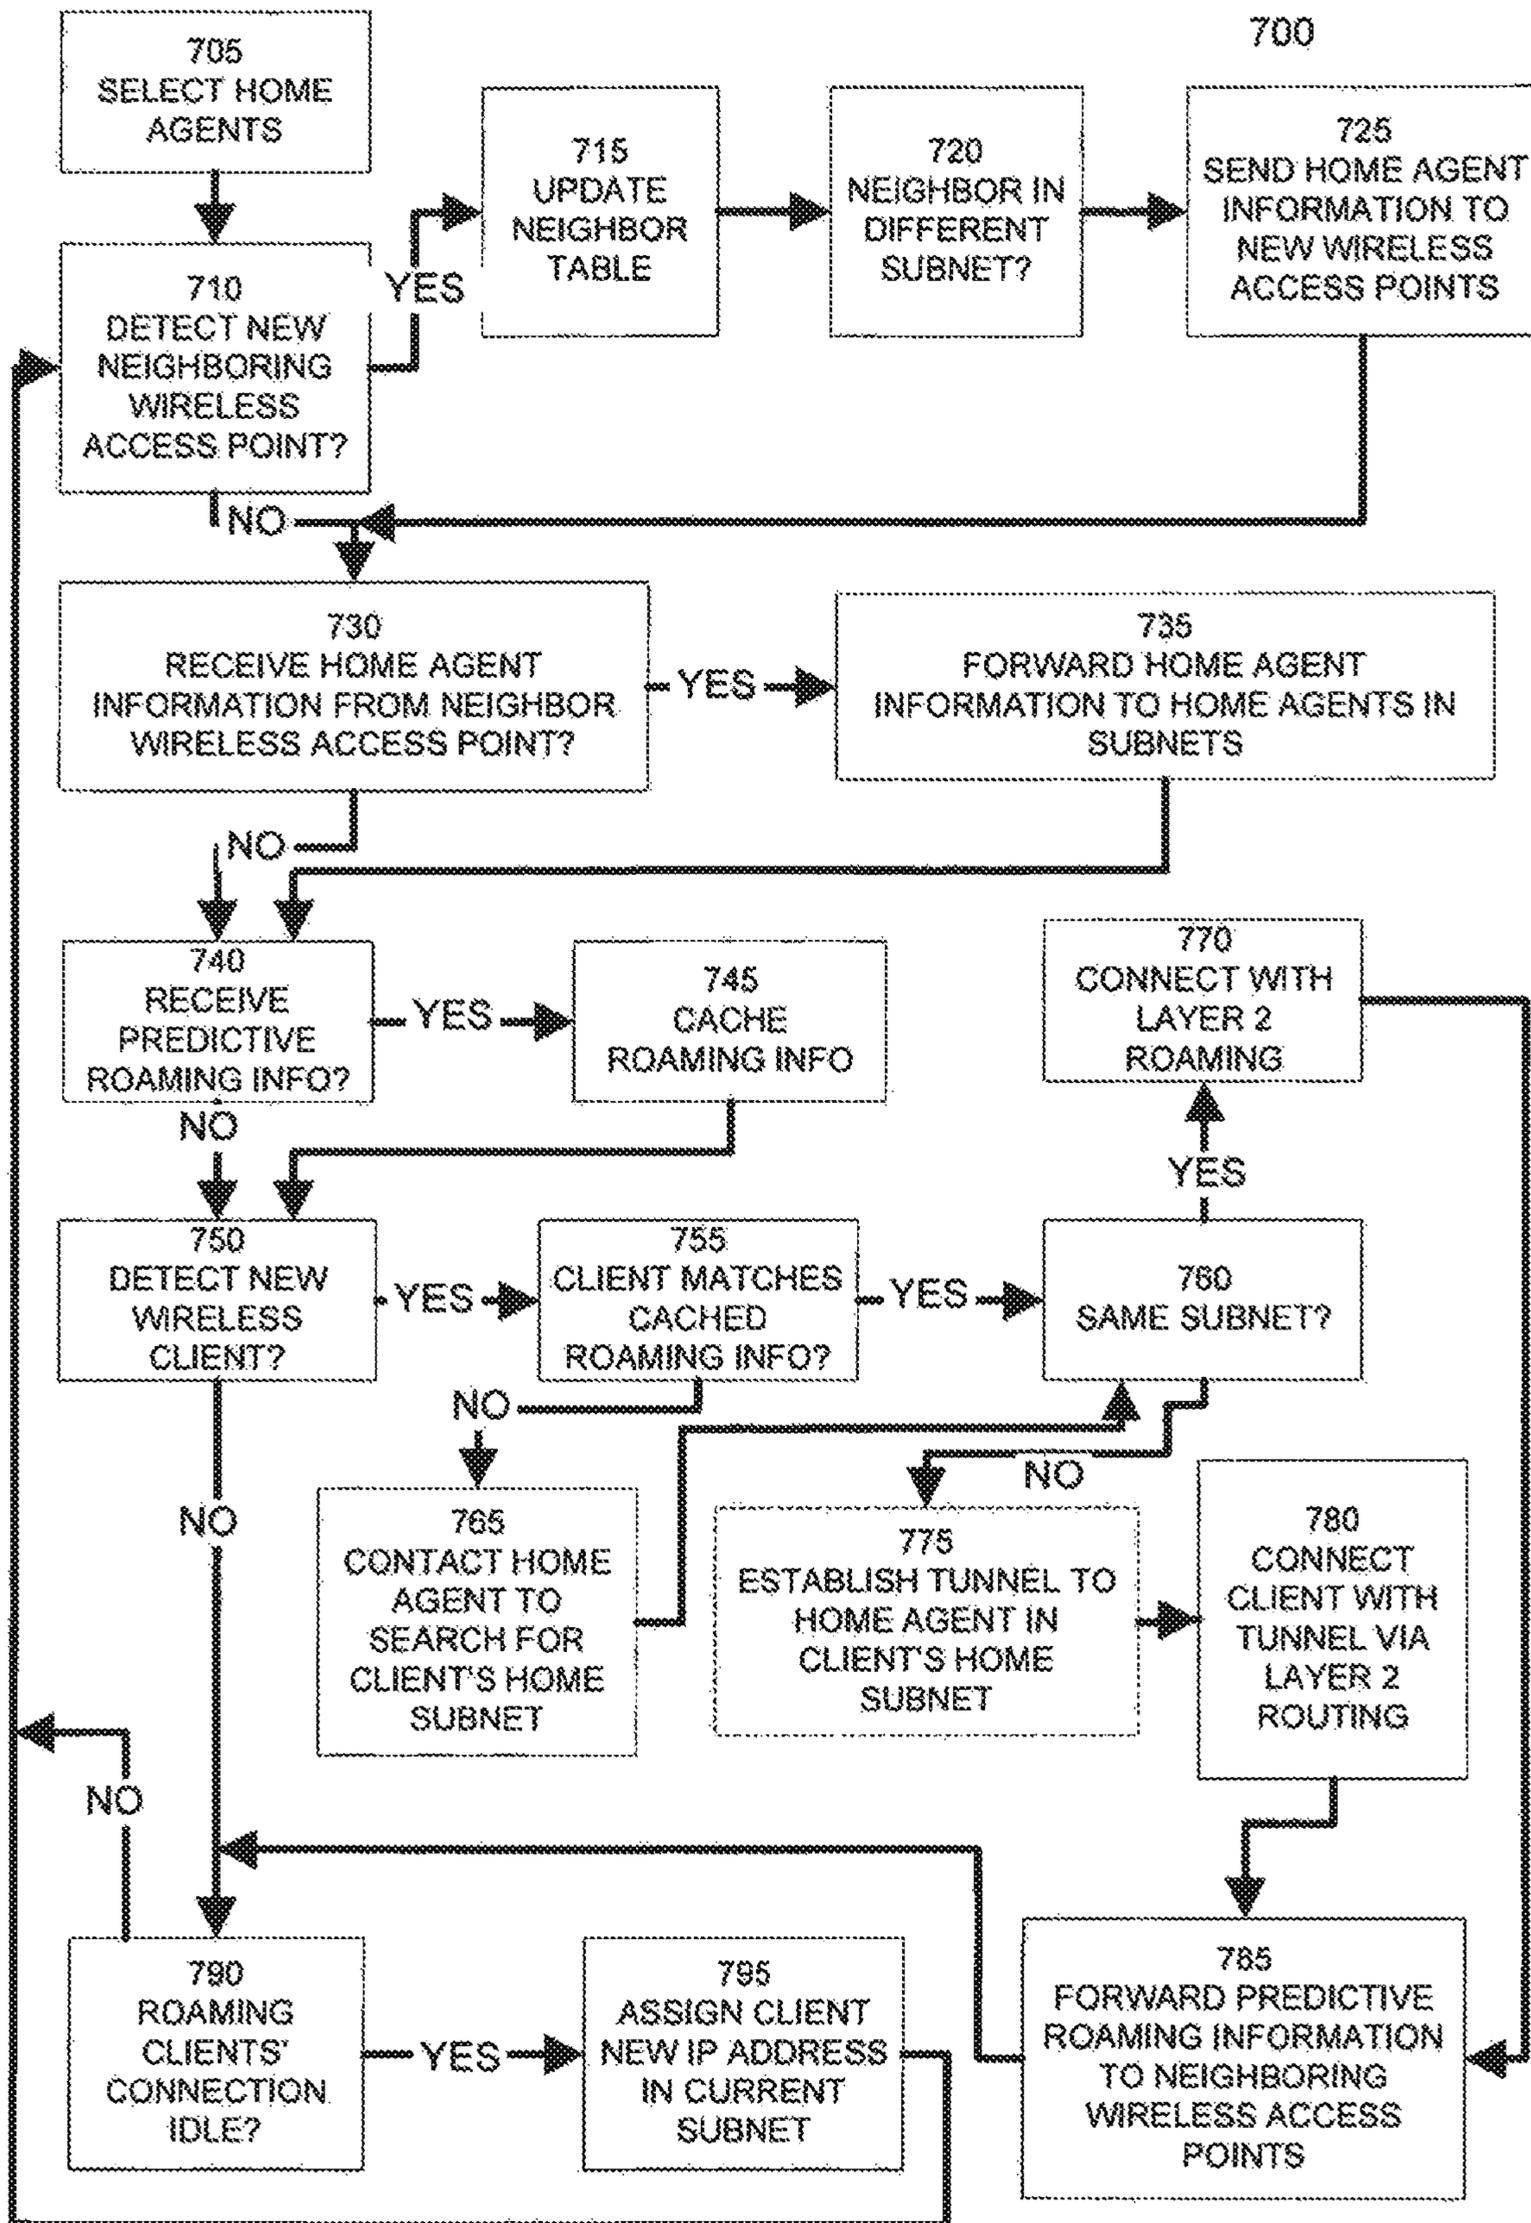 700
705
SELECT HOME
AGENTS
710
DETECT NEW
NEIGHBORING
WIRELESS
ACCESS POINT?
YES
715
UPDATE
NEIGHBOR
TABLE
720
NEIGHBOR IN
DIFFERENT
SUBNET?
725
SEND HOME AGENT
INFORMATION TO
NEW WIRELESS
ACCESS POINTS
NO
730
RECEIVE HOME AGENT
INFORMATION FROM NEIGHBOR
WIRELESS ACCESS POINT?
YES
735
FORWARD HOME AGENT
INFORMATION TO HOME AGENTS IN
SUBNETS
NO
740
RECEIVE
PREDICTIVE
ROAMING INFO?
YES
745
CACHE
ROAMING INFO
770
CONNECT WITH
LAYER 2
ROAMING
NO
YES
750
DETECT NEW
WIRELESS
CLIENT?
YES
755
CLIENT MATCHES
CACHED
ROAMING INFO?
YES
760
SAME SUBNET?
NO
NO
NO
765
CONTACT HOME
AGENT TO
SEARCH FOR
CLIENT'S HOME
SUBNET
775
ESTABLISH TUNNEL TO
HOME AGENT IN
CLIENT'S HOME
SUBNET
780
CONNECT
CLIENT WITH
TUNNEL VIA
LAYER 2
ROUTING
NO
790
ROAMING
CLIENTS'
CONNECTION
IDLE?
YES
795
ASSIGN CLIENT
NEW IP ADDRESS
IN CURRENT
SUBNET
785
FORWARD PREDICTIVE
ROAMING INFORMATION
TO NEIGHBORING
WIRELESS ACCESS
POINTS